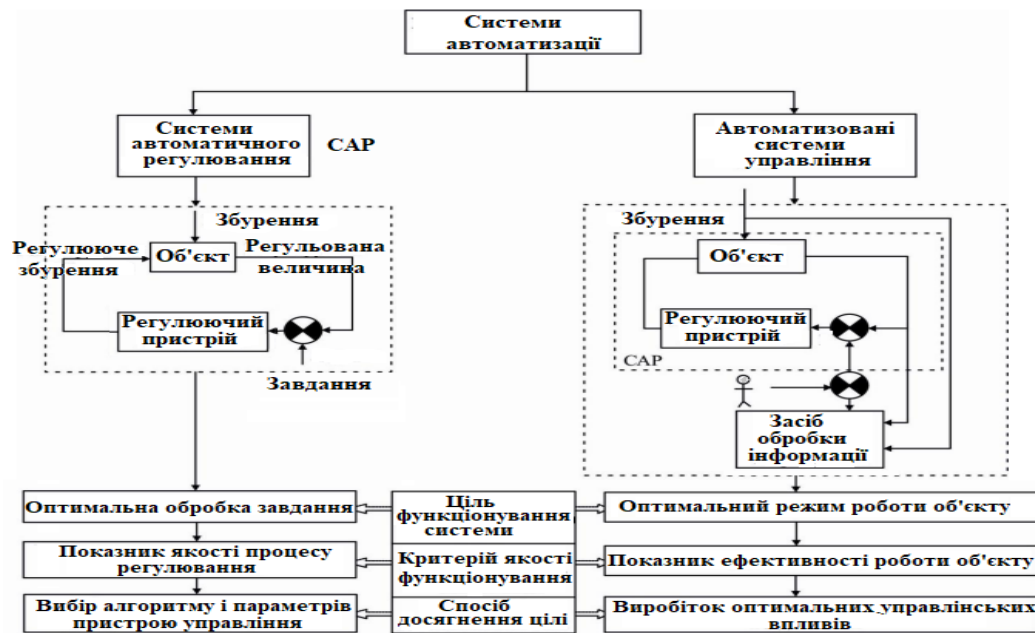 Системи
автоматизації
Системи
автоматичного
регулювання
САР
Автоматизовані
системи
управління
Збурення
Регулююче
збурення
Об'єкт
Регульована
величина
Регулюючий
пристрій
Завдання
Збурення
Об'єкт
Регулюючий
пристрій
САР
Засіб
обробки
інформації
Оптимальна обробка завдання
Ціль
функціонування
системи
Оптимальний режим роботи об'єкту
Показник якості процесу
регулювання
Критерій якості
функціонування
Показник ефективності роботи об'єкту
Вибір алгоритму і параметрів
пристрою управління
Спосіб
досягнення цілі
Виробіток оптимальних управлінських
впливів